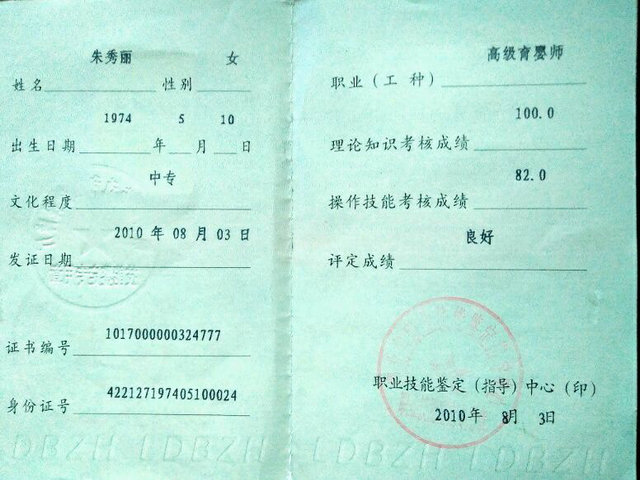 朱秀丽 女
姓名 性别
1974 5 10
出生日期 年 月 日
中专
文化程度
2010 年 08 月 03 日
发证日期
1017000000324777
证书编号
422127197405100024
身份证号
DBZH LDBZH
高级育婴师
职业（工 种）
100.0
理论知识考核成绩
82.0
操作技能考核成绩
良好
评定成绩
职业技能鉴定（指导）中心（印）
2010年 8月 3日
LDBZH LDBZH